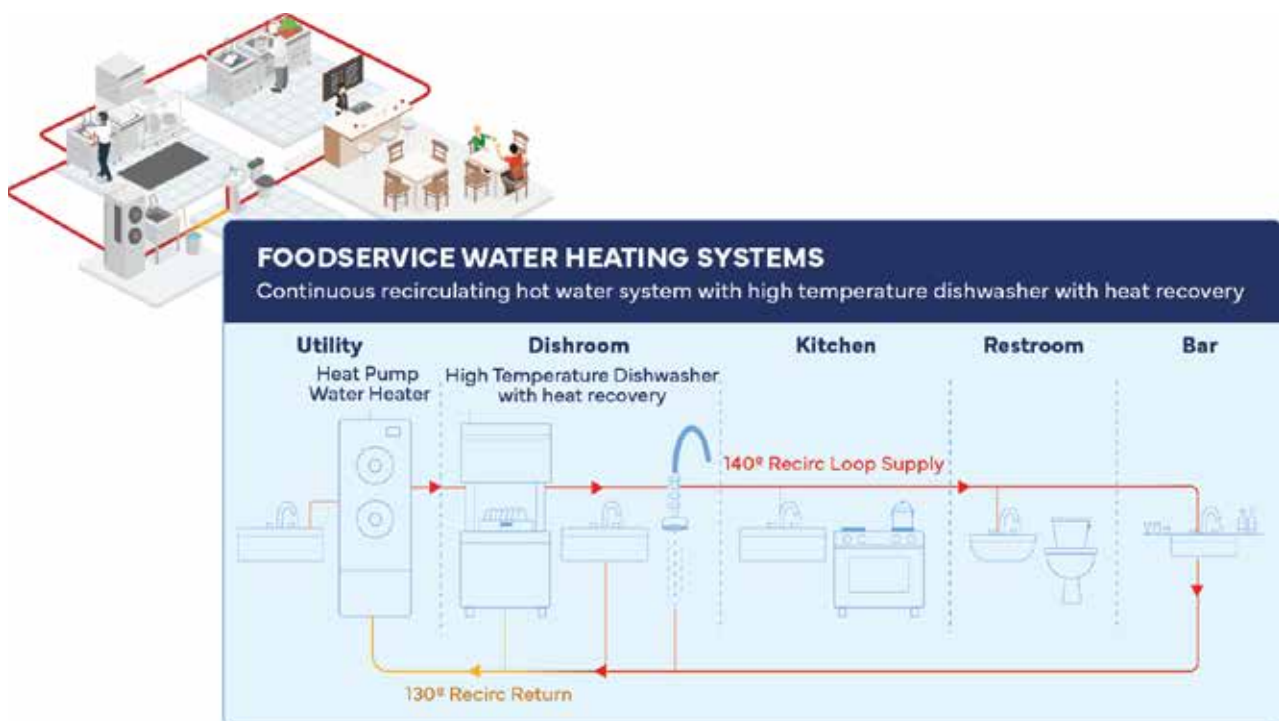 FOODSERVICE WATER HEATING SYSTEMS
Continuous recirculating hot water system with high temperature dishwasher with heat recovery
Utility
Dishroom
Kitchen
Restroom
Bar
Heat Pump
Water Heater
High Temperature Dishwasher
with heat recovery
140º Recirc Loop Supply
130º Recirc Return